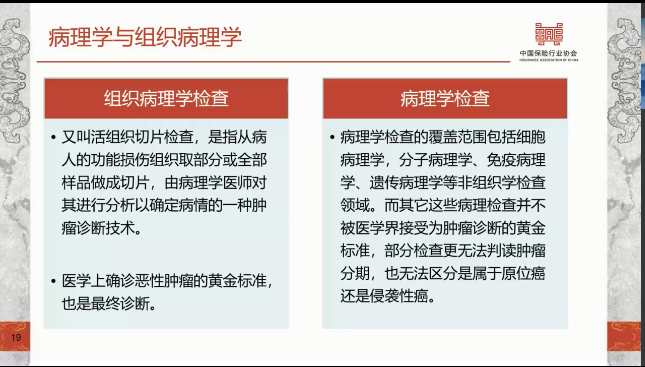 病理学与组织病理学
中国保险行业协会
INSURANCE ASSOCIATION OF CHINA
组织病理学检查
• 又叫活组织切片检查，是指从病
人的功能损伤组织取部分或全部
样品做成切片，由病理学医师对
其进行分析以确定病情的一种肿
瘤诊断技术。
• 医学上确诊恶性肿瘤的黄金标准，
也是最终诊断。
病理学检查
• 病理学检查的覆盖范围包括细胞
病理学，分子病理学、免疫病理
学、遗传病理学等非组织学检查
领域。而其它这些病理检查并不
被医学界接受为肿瘤诊断的黄金
标准，部分检查更无法判读肿瘤
分期，也无法区分是属于原位癌
还是侵袭性癌。
19